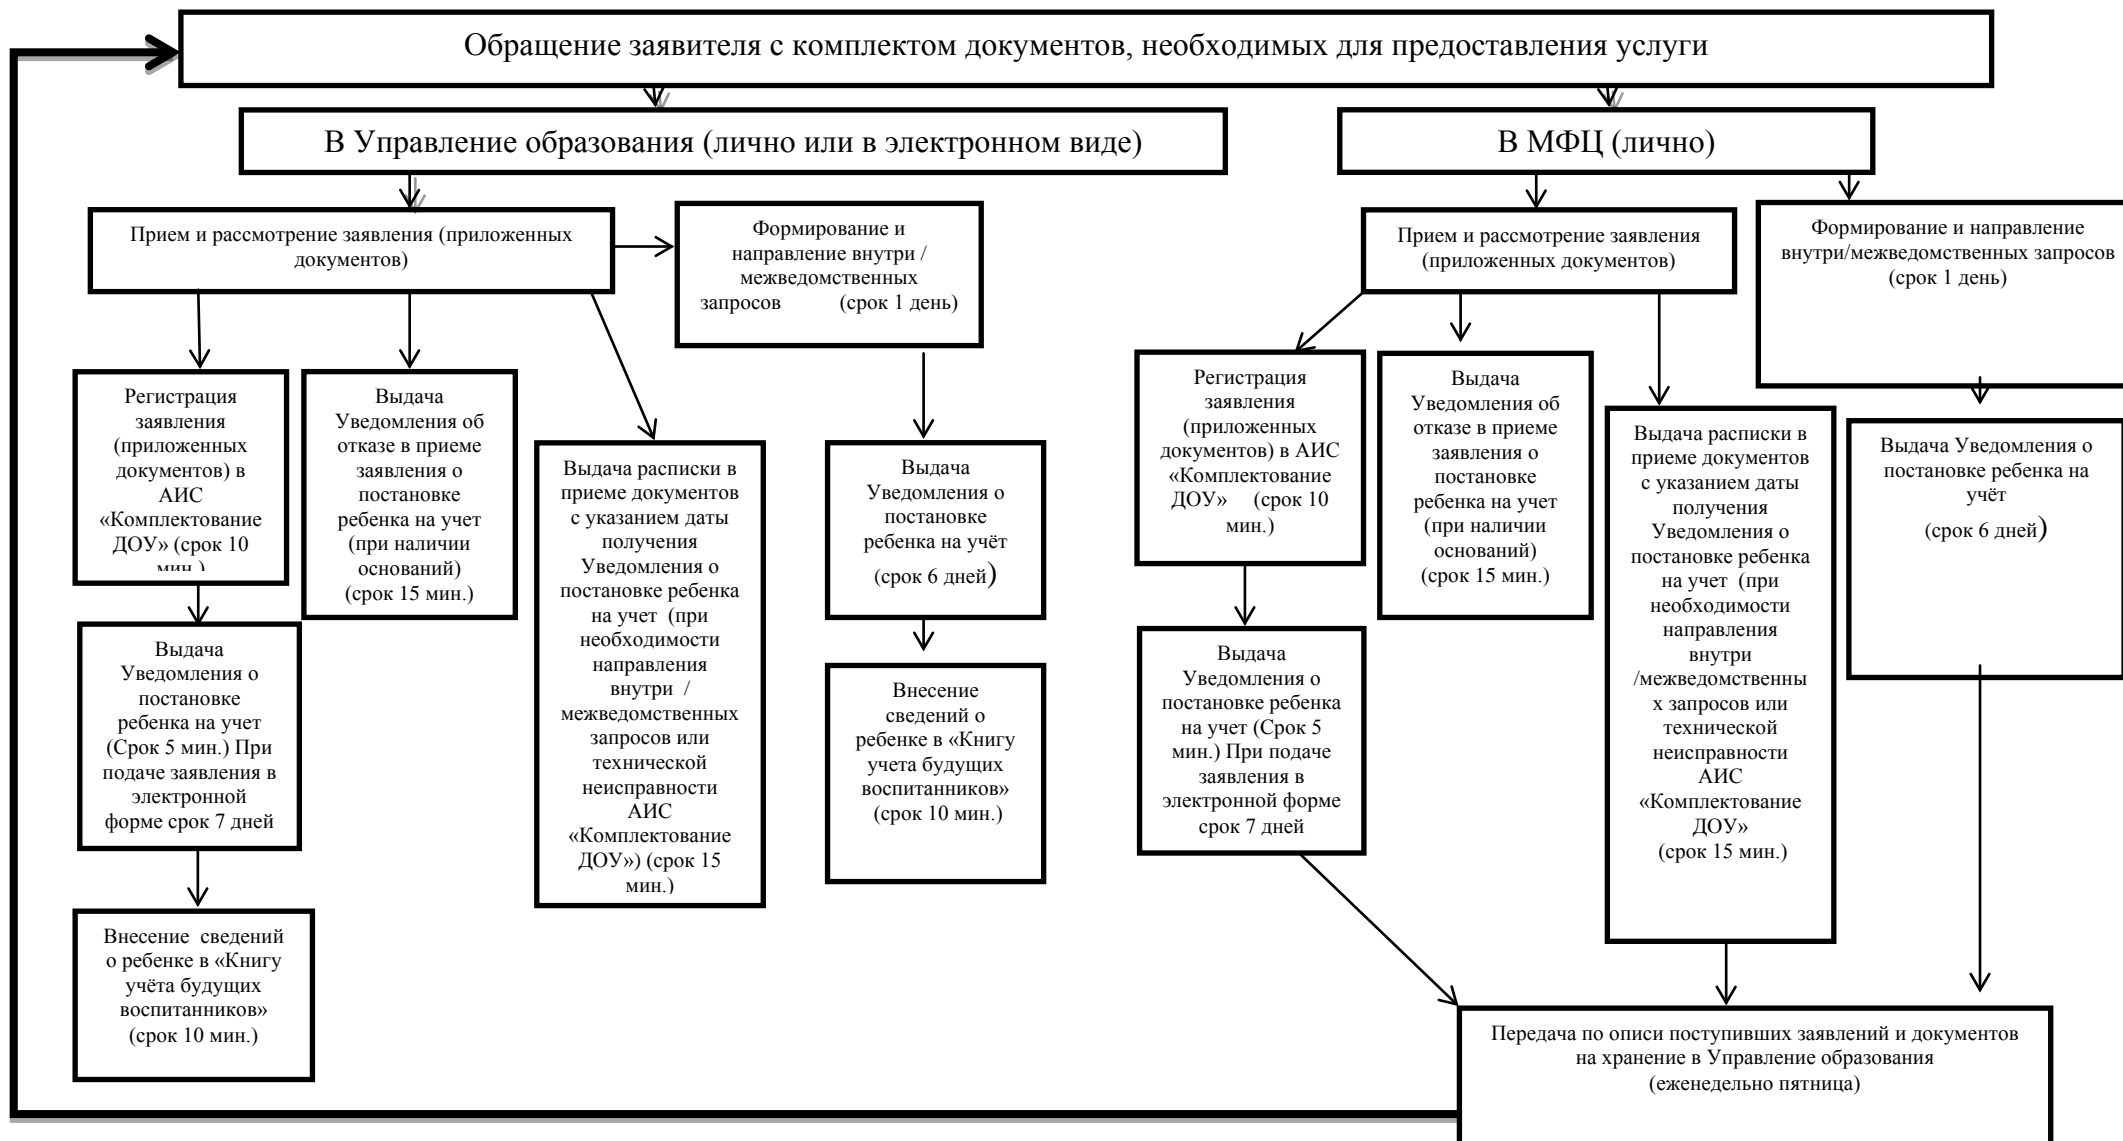 Обращение заявителя с комплектом документов, необходимых для предоставления услуги
В Управление образования (лично или в электронном виде)
В МФЦ (лично)
Прием и рассмотрение заявления (приложенных
документов)
Формирование и
направление внутри /
межведомственных
запросов (срок 1 день)
Прием и рассмотрение заявления
(приложенных документов)
Формирование и направление
внутри/межведомственных запросов
(срок 1 день)
Регистрация
заявления
(приложенных
документов) в
АИС
«Комплектование
ДОУ» (срок 10
мин.)
Выдача
Уведомления об
отказе в приеме
заявления о
постановке
ребенка на учет
(при наличии
оснований)
(срок 15 мин.)
Выдача расписки в
приеме документов
с указанием даты
получения
Уведомления о
постановке ребенка
на учет (при
необходимости
направления
внутри /
межведомственных
запросов или
технической
неисправности
АИС
«Комплектование
ДОУ») (срок 15
мин.)
Выдача
Уведомления о
постановке
ребенка на учёт
(срок 6 дней)
Регистрация
заявления
(приложенных
документов) в АИС
«Комплектование
ДОУ» (срок 10
мин.)
Выдача
Уведомления об
отказе в приеме
заявления о
постановке
ребенка на учет
(при наличии
оснований)
(срок 15 мин.)
Выдача расписки в
приеме документов
с указанием даты
получения
Уведомления о
постановке ребенка
на учет (при
необходимости
направления
внутри
/межведомственны
х запросов или
технической
неисправности
АИС
«Комплектование
ДОУ»
(срок 15 мин.)
Выдача Уведомления о
постановке ребенка на
учёт
(срок 6 дней)
Выдача
Уведомления о
постановке
ребенка на учет
(Срок 5 мин.) При
подаче заявления в
электронной
форме срок 7 дней
Внесение
сведений о
ребенке в «Книгу
учета будущих
воспитанников»
(срок 10 мин.)
Выдача
Уведомления о
постановке ребенка
на учет (Срок 5
мин.) При подаче
заявления в
электронной форме
срок 7 дней
Внесение сведений
о ребенке в «Книгу
учёта будущих
воспитанников»
(срок 10 мин.)
Передача по описи поступивших заявлений и документов
на хранение в Управление образования
(еженедельно пятница)